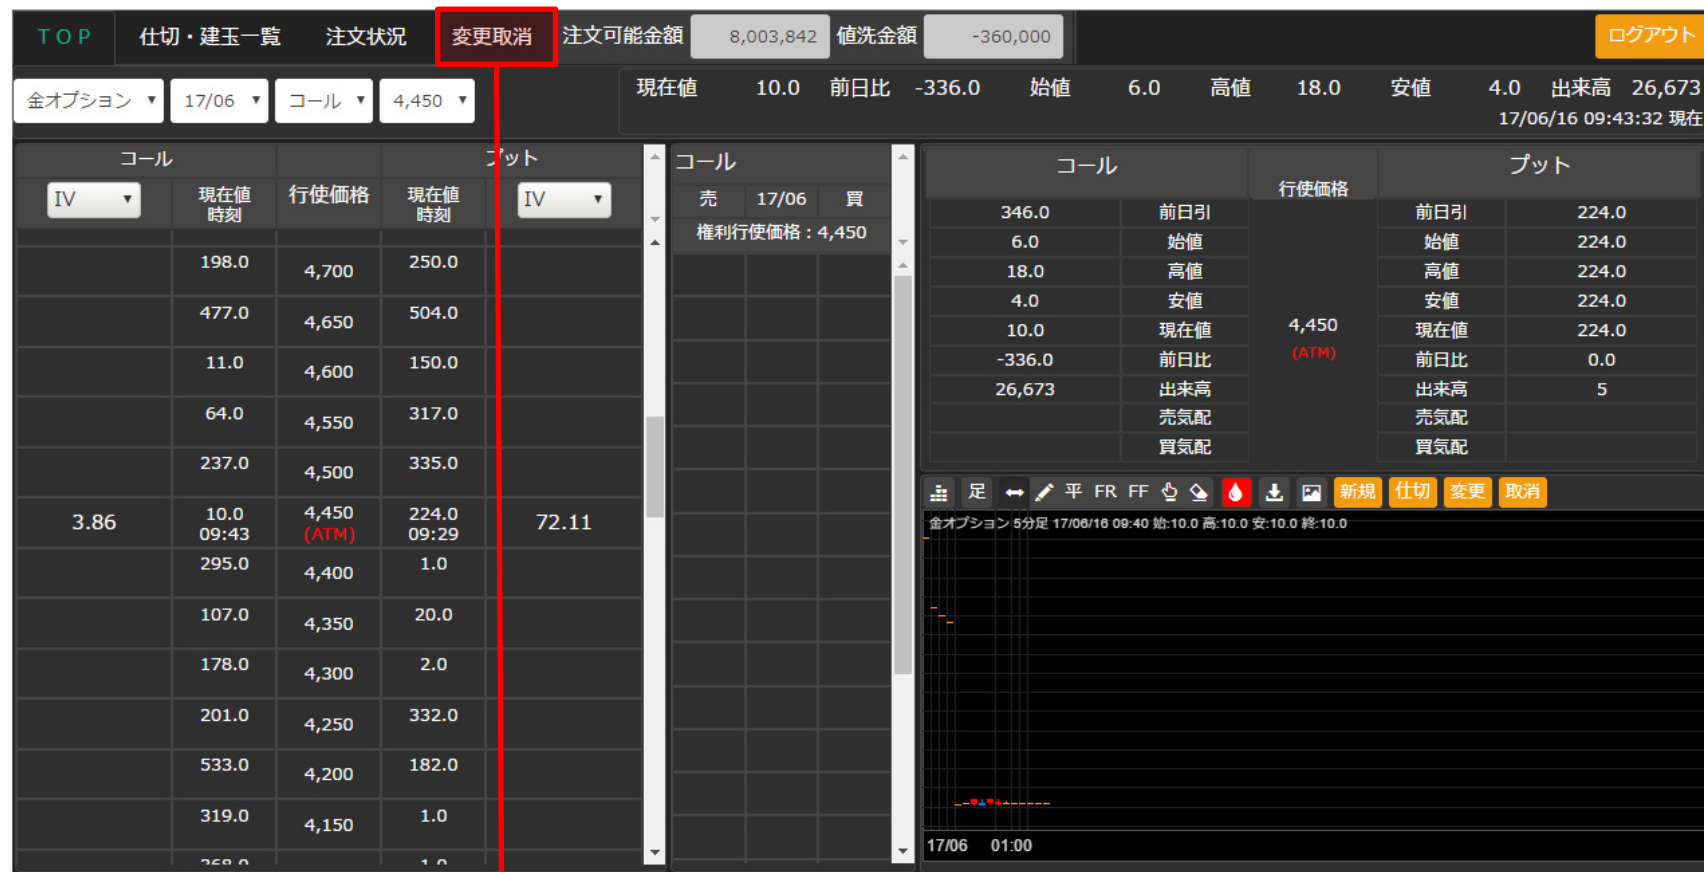 TOP 仕切・建玉一覧 注文状況 変更取消 注文可能金額 8,003,842 値洗金額 -360,000 ログアウト
金オプション 17/06 コール 4,450
現在値 10.0 前日比 -336.0 始値 6.0 高値 18.0 安値 4.0 出来高 26,673
17/06/16 09:43:32 現在
コール プット
IV 現在値 行使価格 現在値 IV
時刻 時刻
198.0 4,700 250.0
477.0 4,650 504.0
11.0 4,600 150.0
64.0 4,550 317.0
237.0 4,500 335.0
3.86 10.0 4,450 224.0 72.11
09:43 (ATM) 09:29
295.0 4,400 1.0
107.0 4,350 20.0
178.0 4,300 2.0
201.0 4,250 332.0
533.0 4,200 182.0
319.0 4,150 1.0
コール
売 17/06 買
権利行使価格:4,450
コール 行使価格 プット
346.0 前日引 前日引 224.0
6.0 始値 始値 224.0
18.0 高値 高値 224.0
4.0 安値 安値 224.0
10.0 現在値 4,450 現在値 224.0
-336.0 前日比 (ATM) 前日比 0.0
26,673 出来高 出来高 5
売気配 売気配
買気配 買気配
足 平 FR FF 新規 仕切 変更 取消
金オプション 5分足 17/06/16 09:40 始:10.0 高:10.0 安:10.0 終:10.0
17/06 01:00